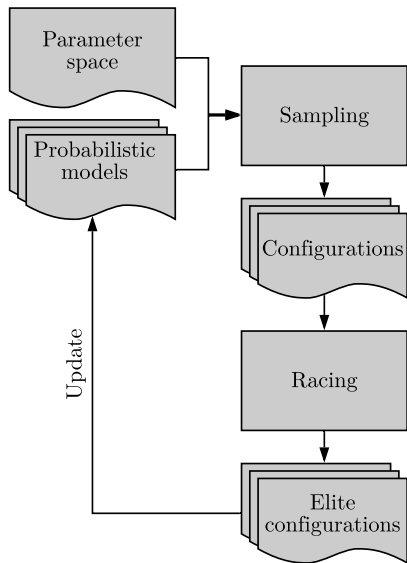 Parameter
space
Probabilistic
models
Sampling
Configurations
Racing
Update
Elite
configurations